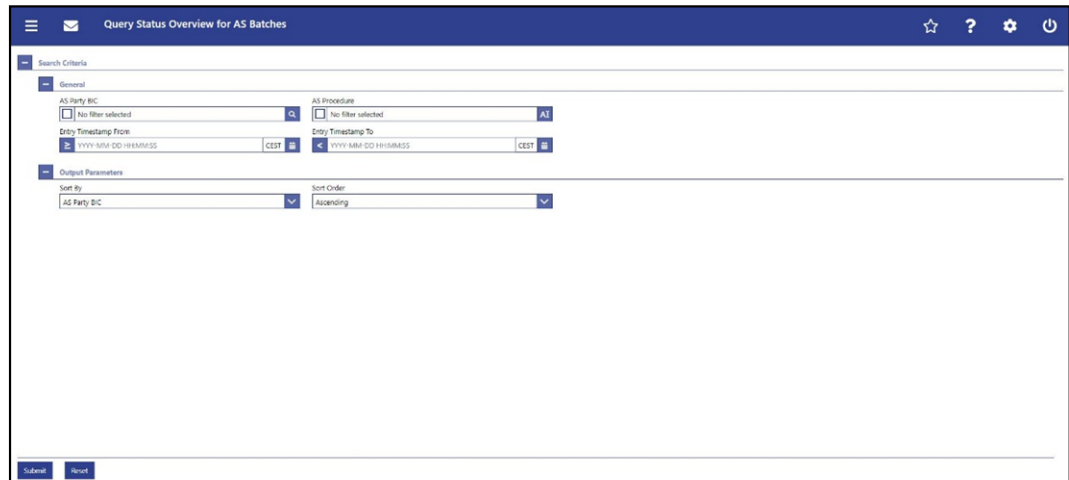 Query Status Overview for AS Batches
Search Criteria
General
AS Party BIC AS Procedure
No filter selected No filter selected AI
Entry Timestamp From Entry Timestamp To
≥ YYYY-MM-DD HH:MM:SS CEST < YYYY-MM-DD HH:MM:SS CEST
Output Parameters
Sort By Sort Order
AS Party BIC Ascending
Submit Reset